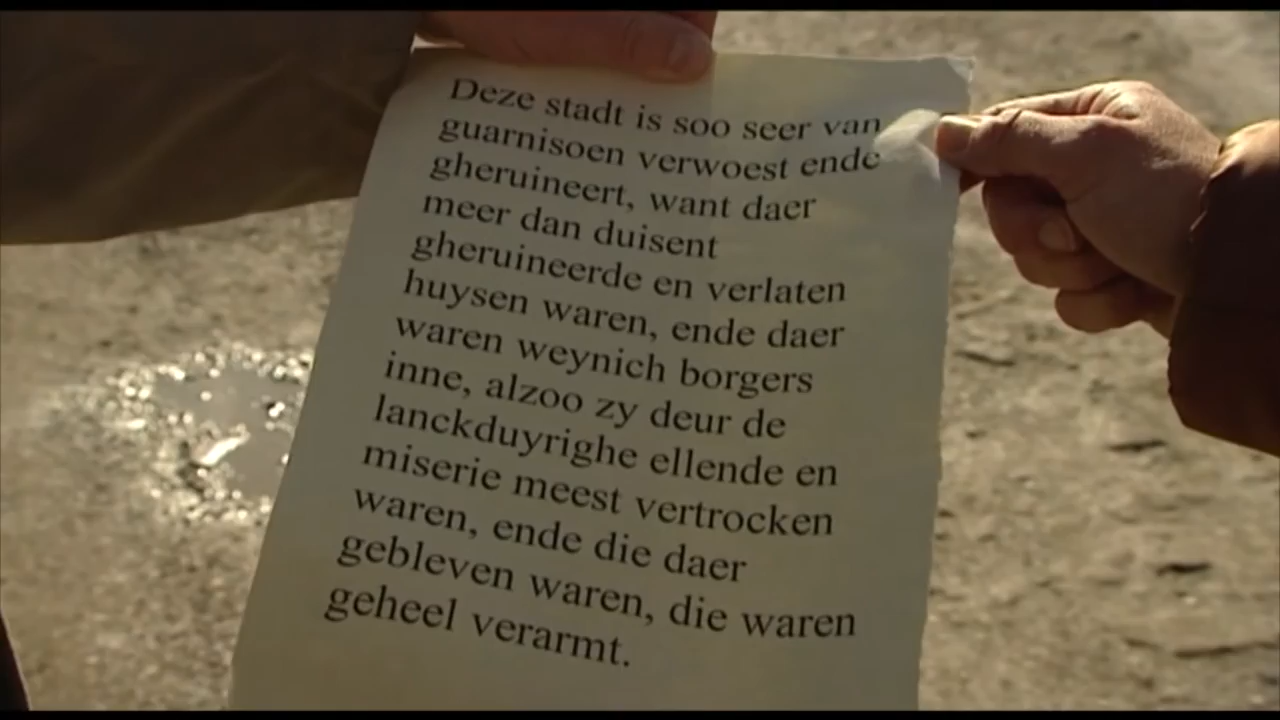 Deze stadt is soo seer van
guarnisoen verwoest ende
gheruineert, want daer
meer dan duisent
gheruineerde en verlaten
huysen waren, ende daer
waren weynich borgers
inne, alzoo zy deur de
lanckduyrighe ellende en
miserie meest vertrocken
waren, ende die daer
gebleven waren, die waren
geheel verarmt.